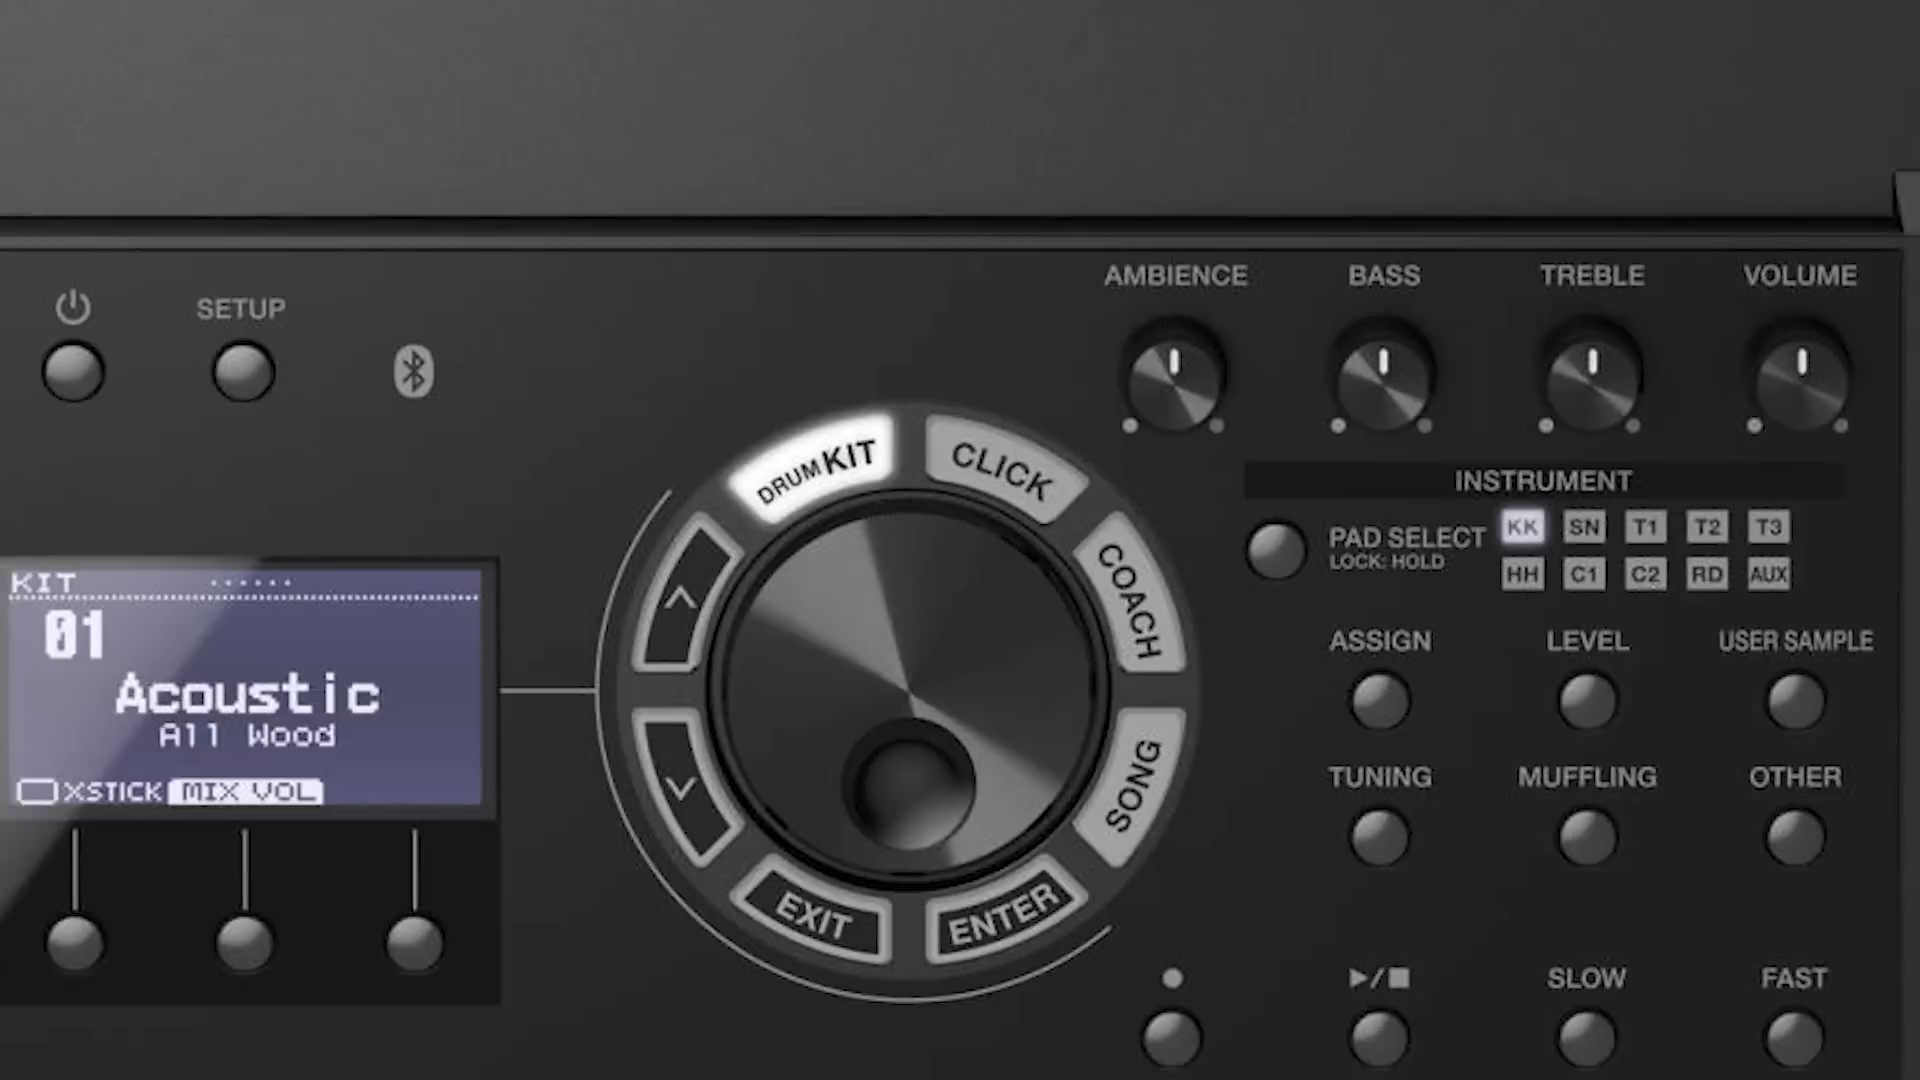 AMBIENCE BASS TREBLE VOLUME
SETUP
DRUM KIT
CLICK
COACH
SONG
ENTER
EXIT
INSTRUMENT
PAD SELECT
LOCK: HOLD
KK SN T1 T2 T3
HH C1 C2 RD AUX
KIT
01
Acoustic
All Wood
XSTICK MIX VOL
ASSIGN LEVEL USER SAMPLE
TUNING MUFFLING OTHER
SLOW FAST